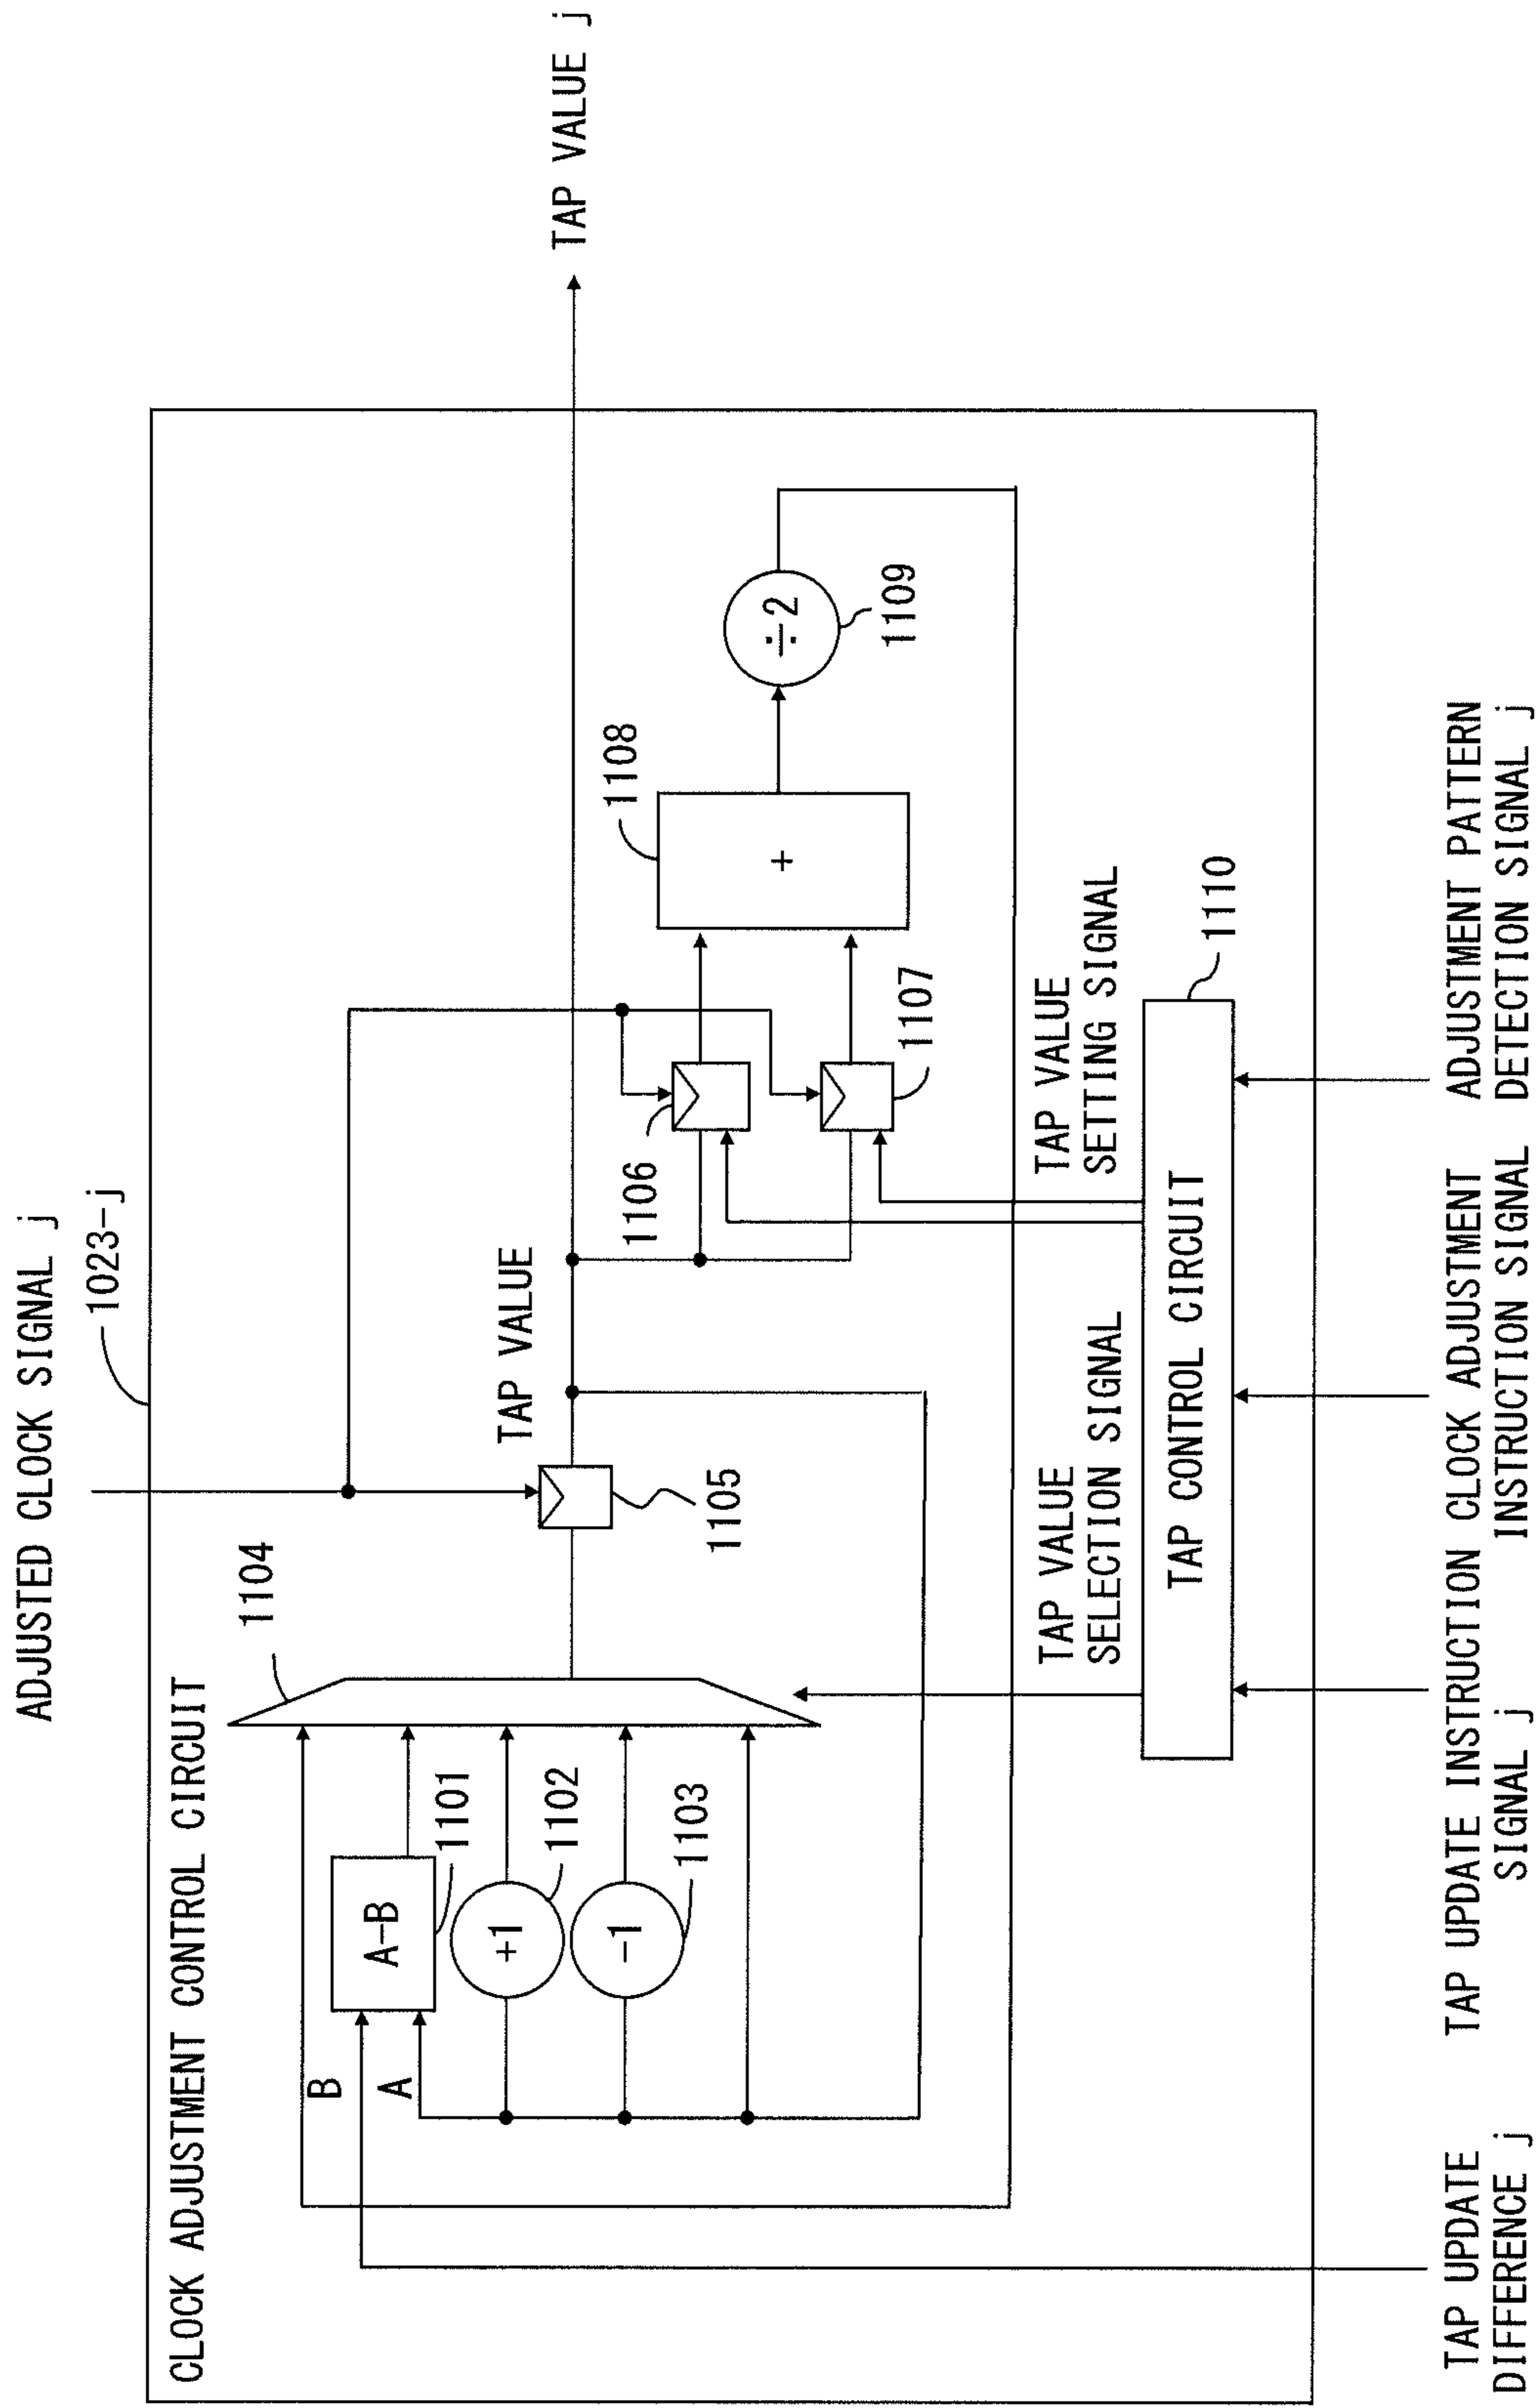 ADJUSTED CLOCK SIGNAL j
1023-j
CLOCK ADJUSTMENT CONTROL CIRCUIT
1104
B
A
A-B
1101
+1
1102
-1
1103
1105
TAP VALUE
TAP VALUE j
1106
1107
1108
+
÷2
1109
TAP VALUE
SELECTION SIGNAL
TAP VALUE
SETTING SIGNAL
TAP CONTROL CIRCUIT
1110
TAP UPDATE
DIFFERENCE j
TAP UPDATE INSTRUCTION
SIGNAL j
CLOCK ADJUSTMENT
INSTRUCTION SIGNAL
ADJUSTMENT PATTERN
DETECTION SIGNAL j